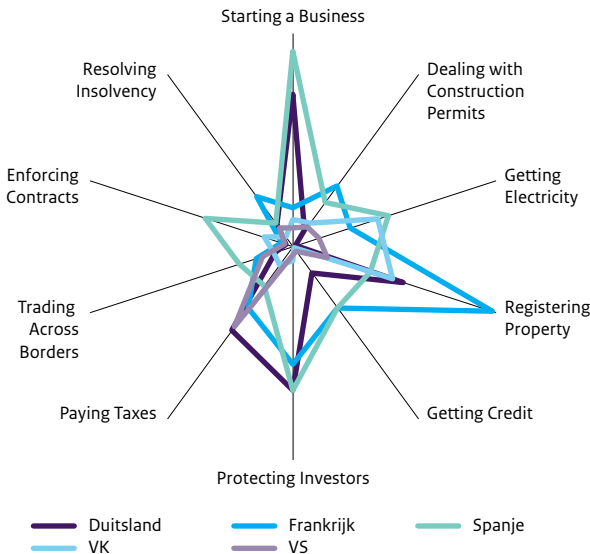 Starting a Business
Resolving
Insolvency
Dealing with
Construction
Permits
Enforcing
Contracts
Getting
Electricity
Trading
Across
Borders
Registering
Property
Paying Taxes
Getting Credit
Protecting Investors
Duitsland
Frankrijk
Spanje
VK
VS